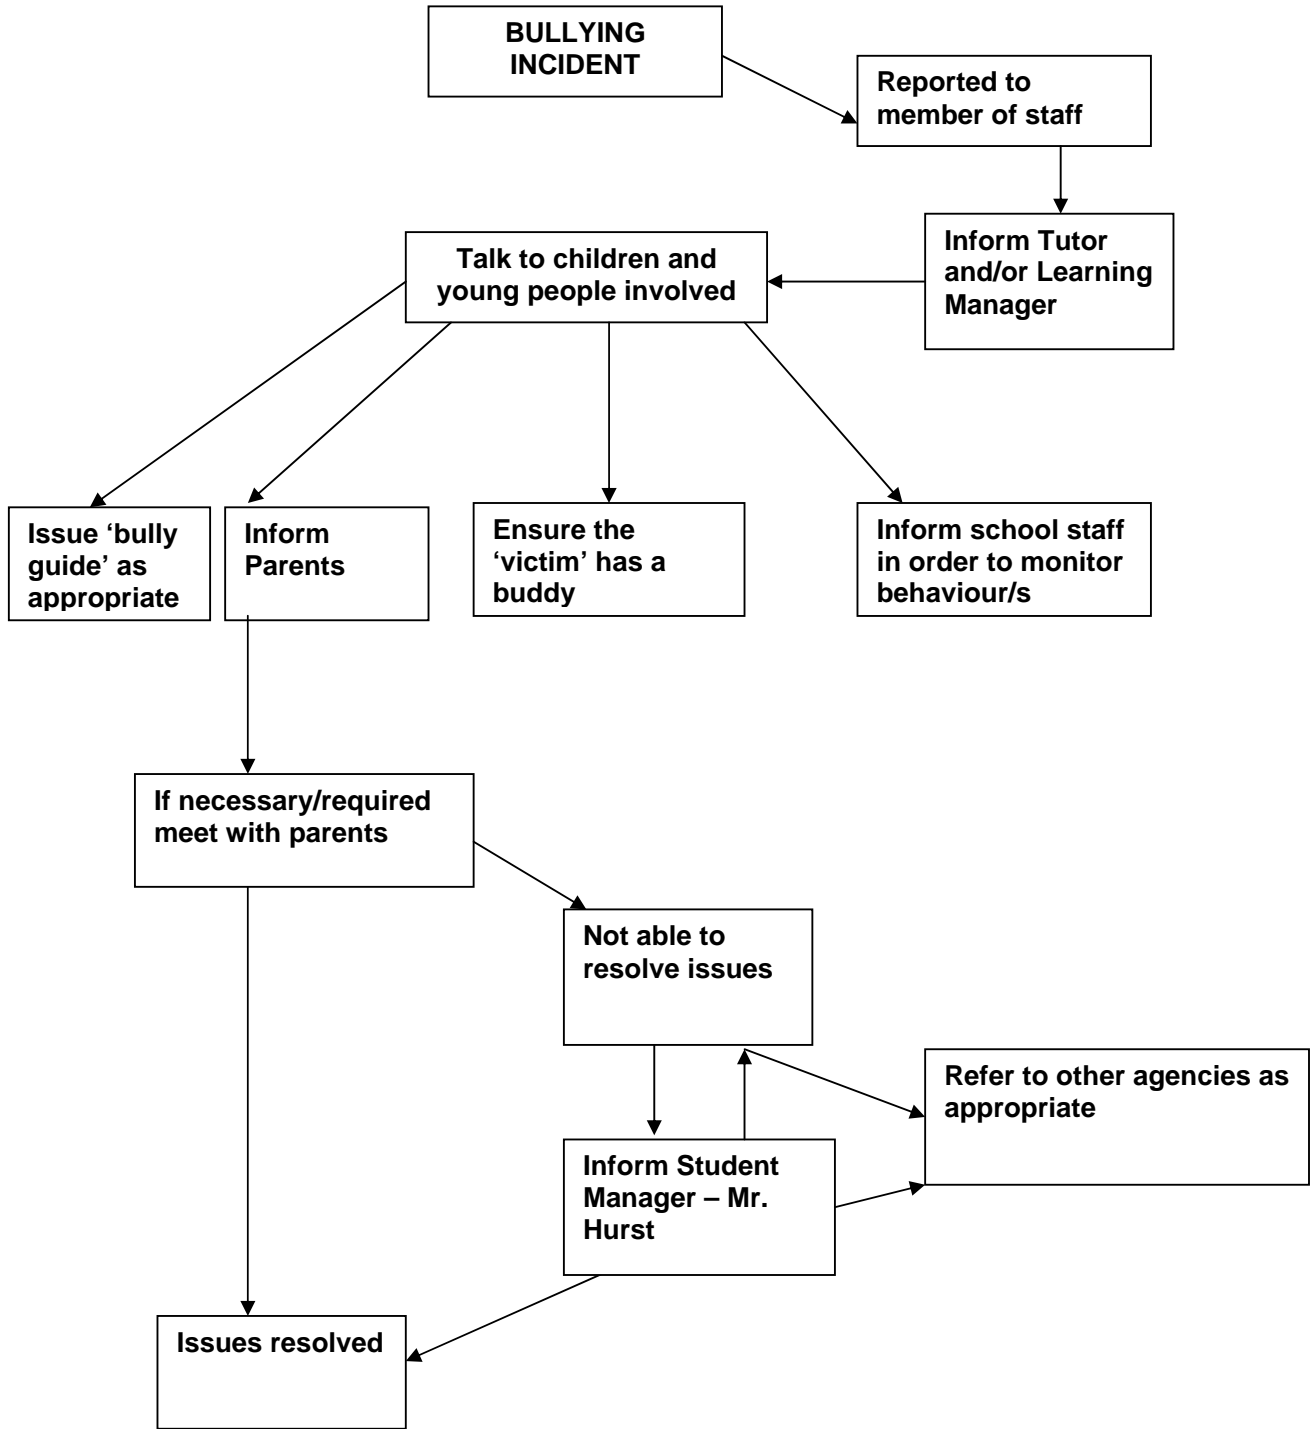 BULLYING
INCIDENT
Reported to
member of staff
Inform Tutor
and/or Learning
Manager
Talk to children and
young people involved
Issue ‘bully
guide’ as
appropriate
Inform
Parents
Ensure the
‘victim’ has a
buddy
Inform school staff
in order to monitor
behaviour/s
If necessary/required
meet with parents
Not able to
resolve issues
Refer to other agencies as
appropriate
Inform Student
Manager – Mr.
Hurst
Issues resolved